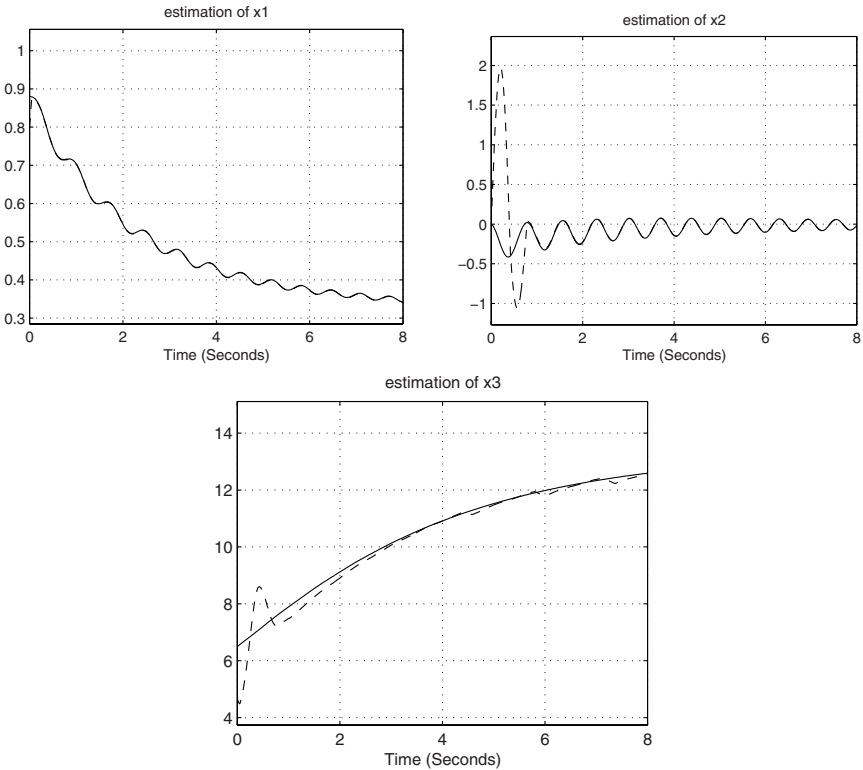 estimation of x1
1
0.9
0.8
0.7
0.6
0.5
0.4
0.3
0 2 4 6 8
Time (Seconds)
estimation of x2
2
1.5
1
0.5
0
−0.5
−1
0 2 4 6 8
Time (Seconds)
estimation of x3
14
12
10
8
6
4
0 2 4 6 8
Time (Seconds)